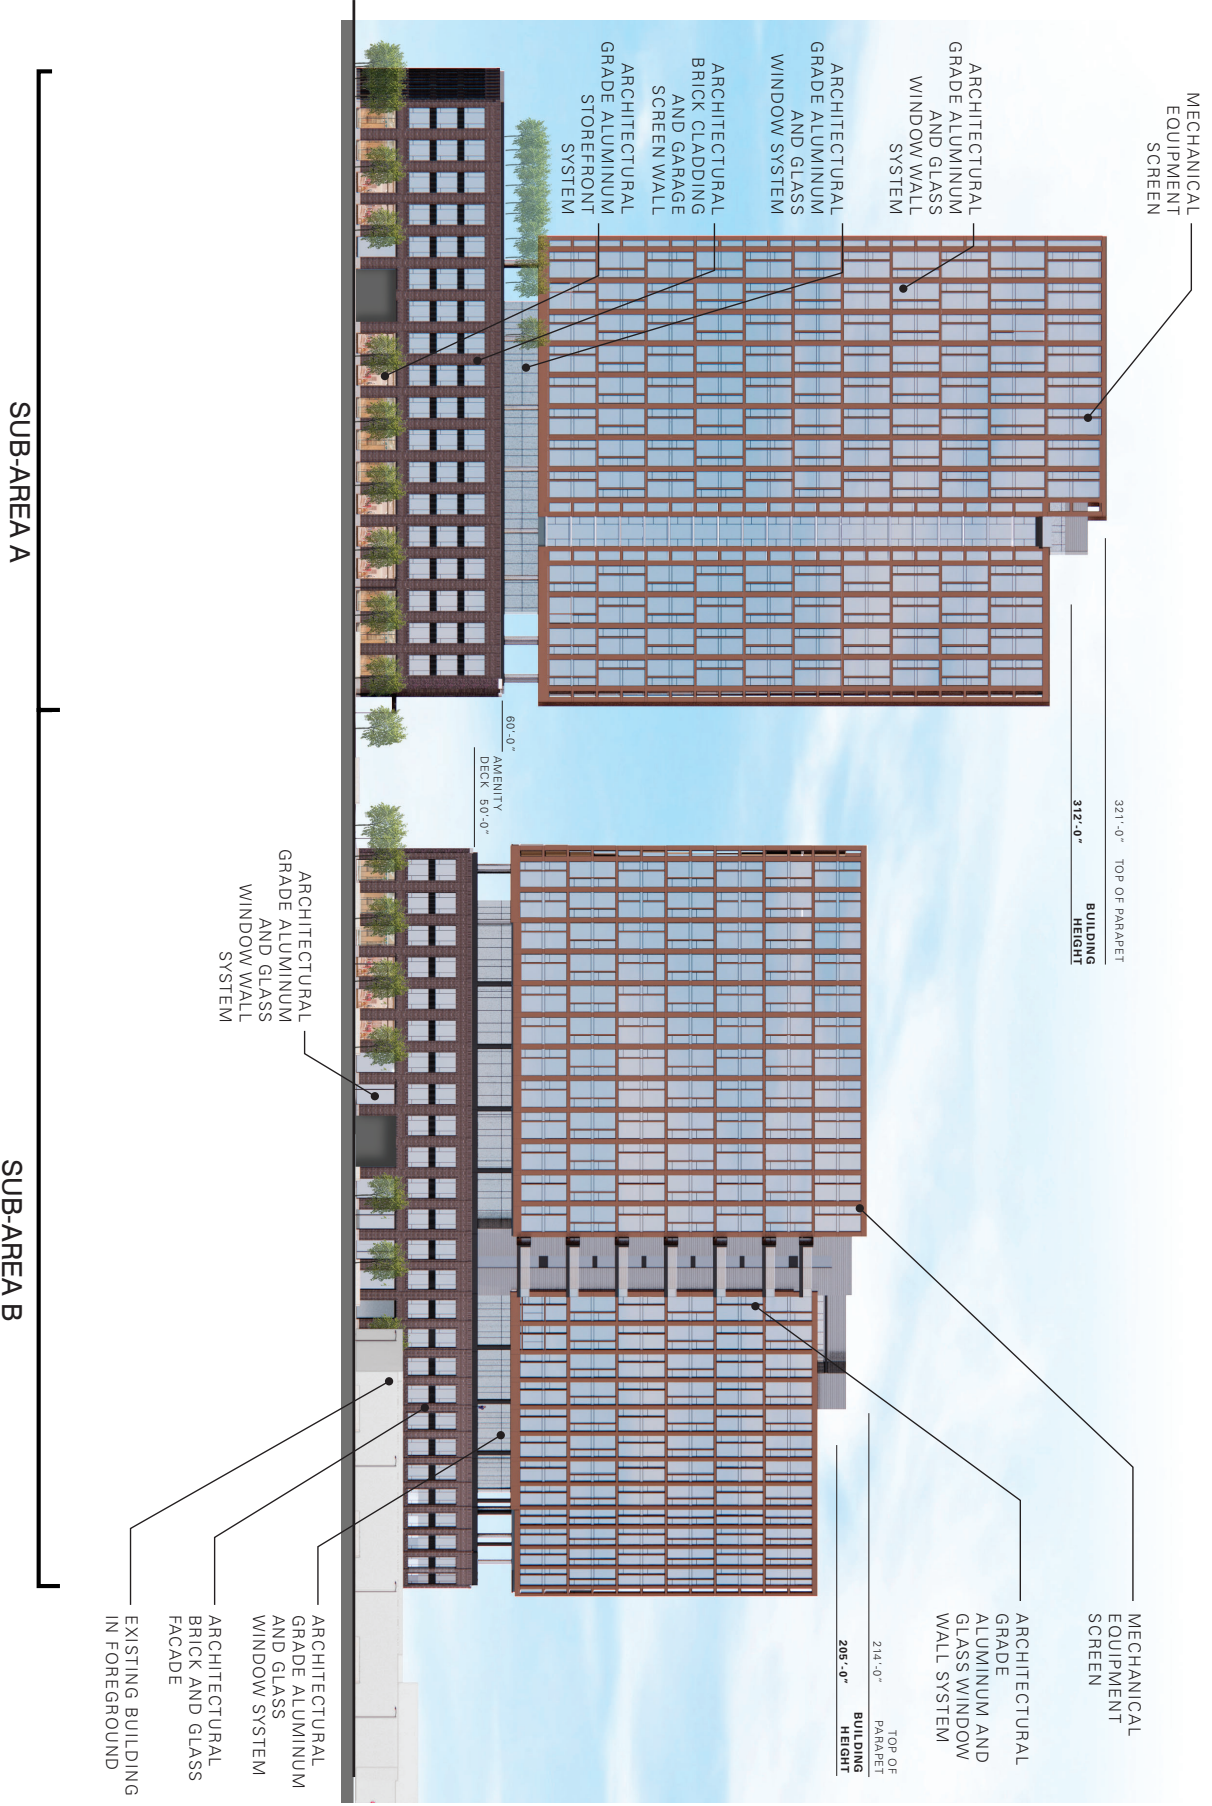 MECHANICAL
EQUIPMENT
SCREEN
ARCHITECTURAL
GRADE ALUMINUM
AND GLASS
WINDOW WALL
SYSTEM
ARCHITECTURAL
GRADE ALUMINUM
AND GLASS
WINDOW SYSTEM
ARCHITECTURAL
BRICK CLADDING
AND GARAGE
SCREEN WALL
ARCHITECTURAL
GRADE ALUMINUM
STOREFRONT
SYSTEM
321'-0" TOP OF PARAPET
312'-0" BUILDING
HEIGHT
60'-0"
AMENITY
DECK 50'-0"
MECHANICAL
EQUIPMENT
SCREEN
ARCHITECTURAL
GRADE
ALUMINUM AND
GLASS WINDOW
WALL SYSTEM
TOP OF
214'-0" PARAPET
205'-0" BUILDING
HEIGHT
ARCHITECTURAL
GRADE ALUMINUM
AND GLASS
WINDOW WALL
SYSTEM
ARCHITECTURAL
GRADE ALUMINUM
AND GLASS
WINDOW SYSTEM
ARCHITECTURAL
BRICK AND GLASS
FACADE
EXISTING BUILDING
IN FOREGROUND
SUB-AREA A
SUB-AREA B